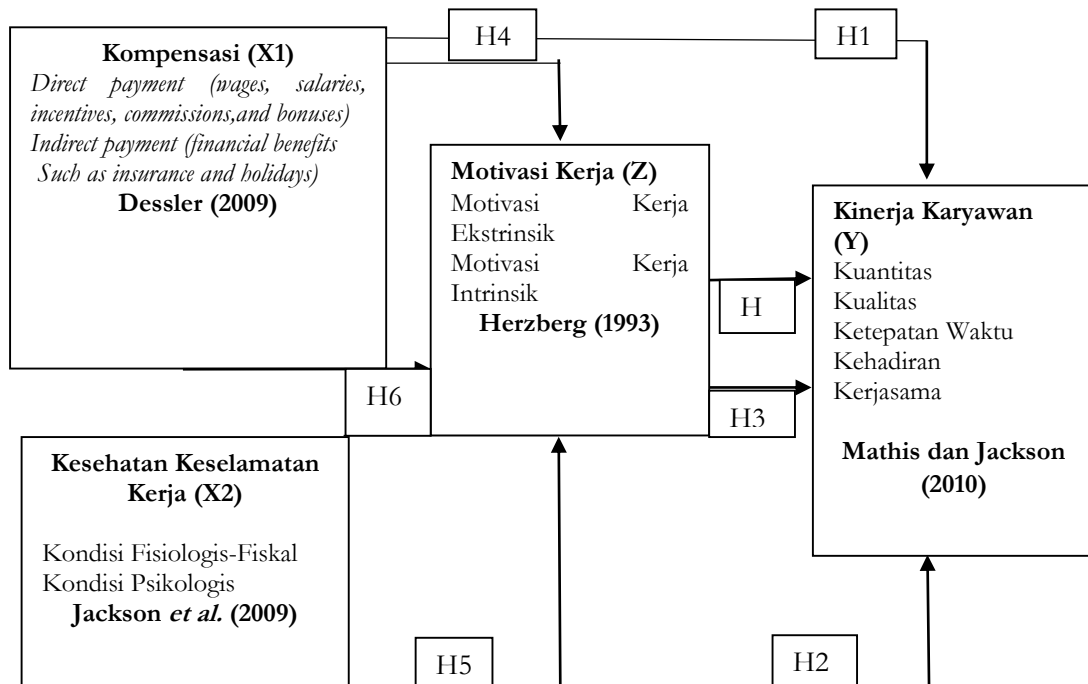 H4
H1
Kompensasi (X1)
Direct payment (wages, salaries,
incentives, commissions,and bonuses)
Indirect payment (financial benefits
Such as insurance and holidays)
Dessler (2009)
Motivasi Kerja (Z)
Motivasi Kerja
Ekstrinsik
Motivasi Kerja
Intrinsik
Herzberg (1993)
Kinerja Karyawan
(Y)
Kuantitas
Kualitas
Ketepatan Waktu
Kehadiran
Kerjasama
Mathis dan Jackson
(2010)
H
H6
H3
Kesehatan Keselamatan
Kerja (X2)
Kondisi Fisiologis-Fiskal
Kondisi Psikologis
Jackson et al. (2009)
H5
H2